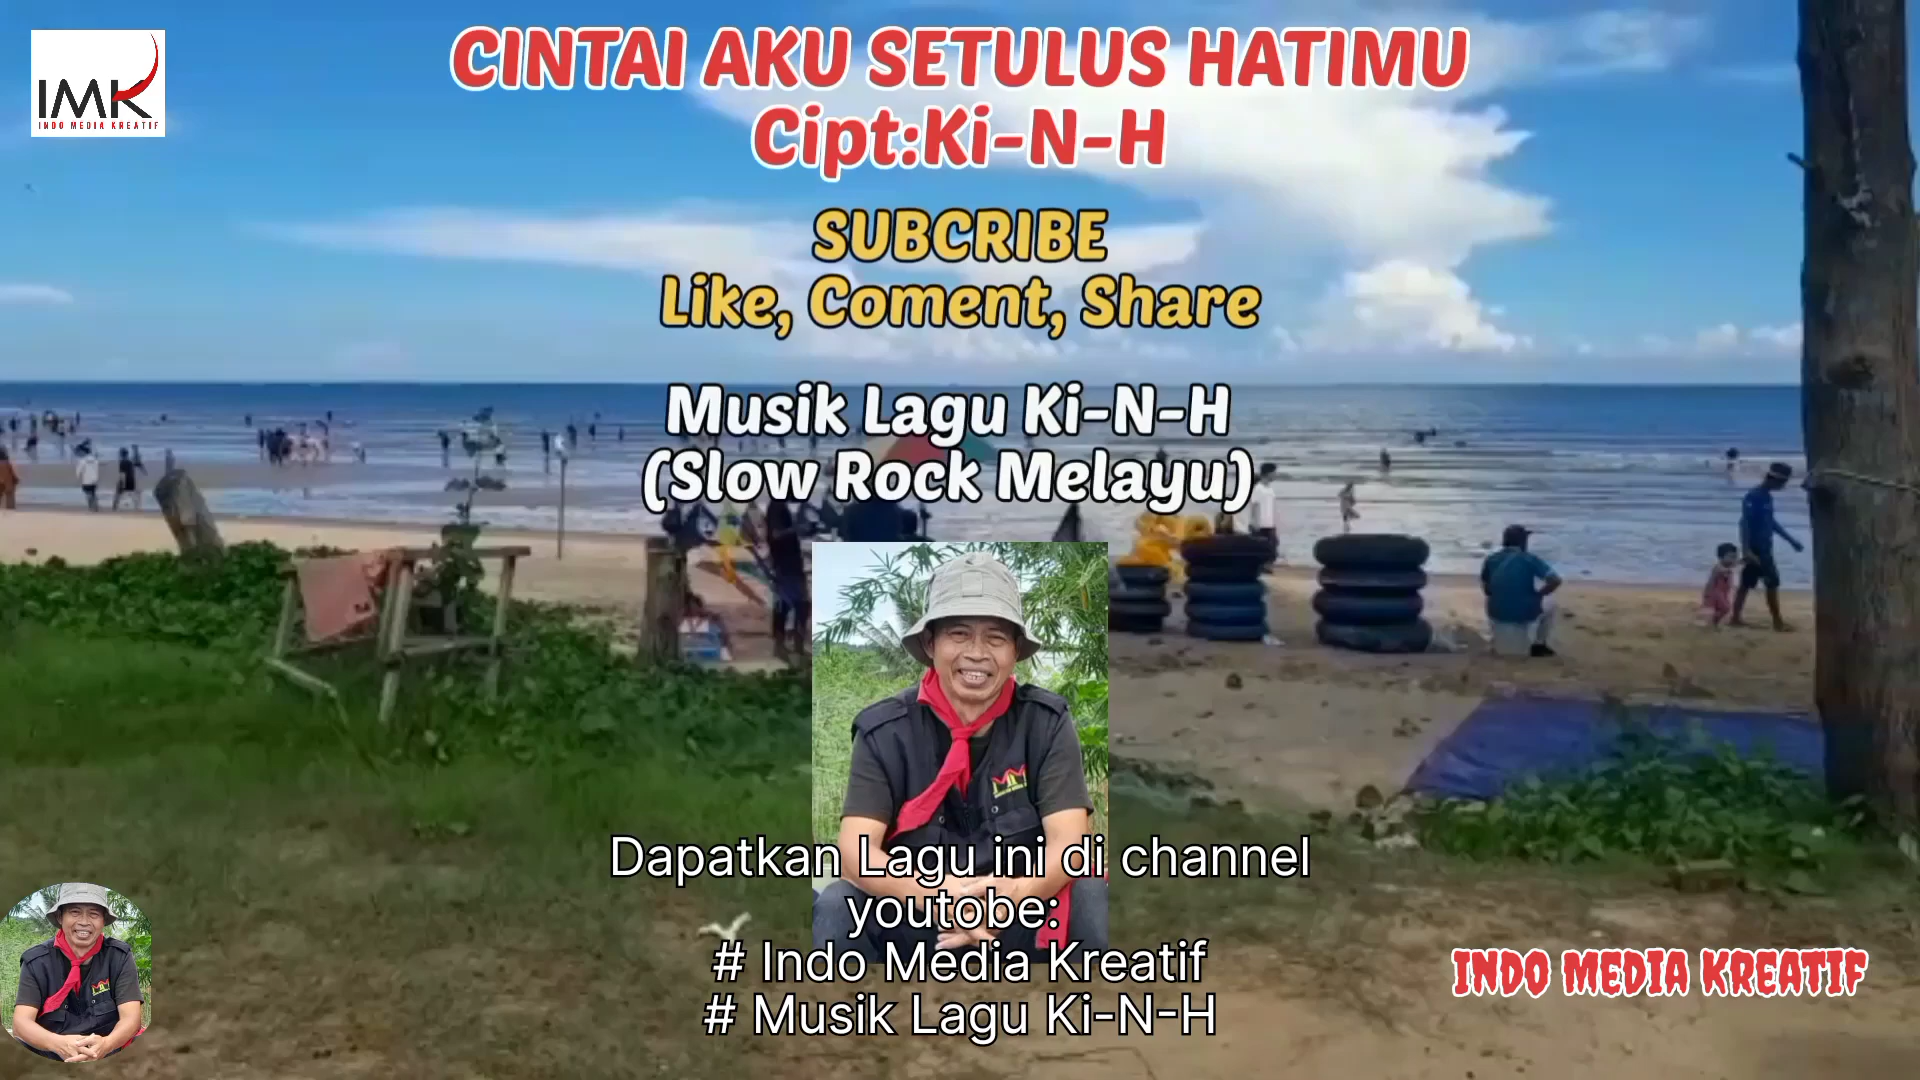 IMK
INDO MEDIA KREATIF
CINTAI AKU SETULUS HATIMU
Cipt:Ki-N-H
SUBCRIBE
Like, Coment, Share
Musik Lagu Ki-N-H
(Slow Rock Melayu)
Dapatkan Lagu ini di channel
youtobe:
# Indo Media Kreatif
# Musik Lagu Ki-N-H
INDO MEDIA KREATIF